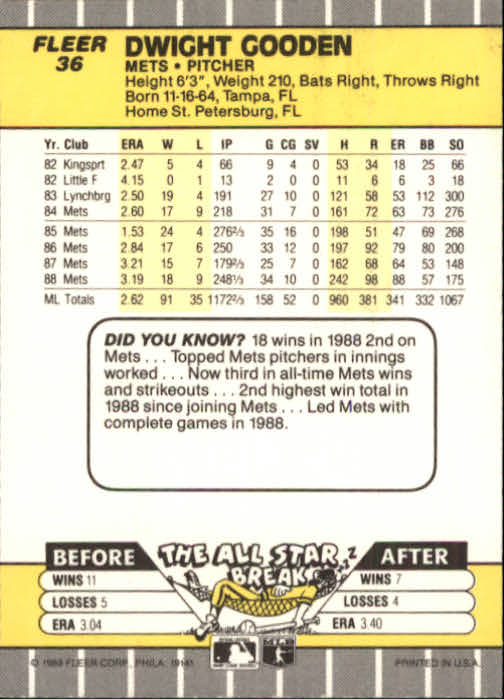 FLEER
36
DWIGHT GOODEN
METS • PITCHER
Height 6'3", Weight 210, Bats Right, Throws Right
Born 11-16-64, Tampa, FL
Home St. Petersburg, FL
Yr. Club ERA W L IP G CG SV H R ER BB SO
82 Kingsprt 2.47 5 4 66 9 4 0 53 34 18 25 66
82 Little F 4.15 0 1 13 2 0 0 11 6 6 3 18
83 Lynchbrg 2.50 19 4 191 27 10 0 121 58 53 112 300
84 Mets 2.60 17 9 218 31 7 0 161 72 63 73 276
85 Mets 1.53 24 4 276⅔ 35 16 0 198 51 47 69 268
86 Mets 2.84 17 6 250 33 12 0 197 92 79 80 200
87 Mets 3.21 15 7 179⅔ 25 7 0 162 68 64 53 148
88 Mets 3.19 18 9 248⅓ 34 10 0 242 98 88 57 175
ML Totals 2.62 91 35 1172⅔ 158 52 0 960 381 341 332 1067
DID YOU KNOW? 18 wins in 1988 2nd on
Mets . . . Topped Mets pitchers in innings
worked . . . Now third in all-time Mets wins
and strikeouts . . . 2nd highest win total in
1988 since joining Mets . . . Led Mets with
complete games in 1988.
BEFORE THE ALL STAR BREAK AFTER
WINS 11 WINS 7
LOSSES 5 LOSSES 4
ERA 3.04 ERA 3.40
© 1989 FLEER CORP., PHILA. 19141 PRINTED IN U.S.A.